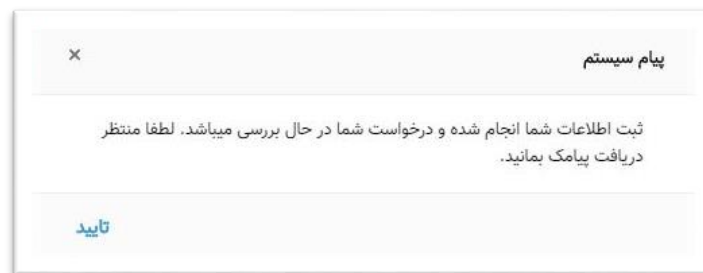 پیام سیستم ×
ثبت اطلاعات شما انجام شده و درخواست شما در حال بررسی میباشد. لطفا منتظر
دریافت پیامک بمانید.
تایید